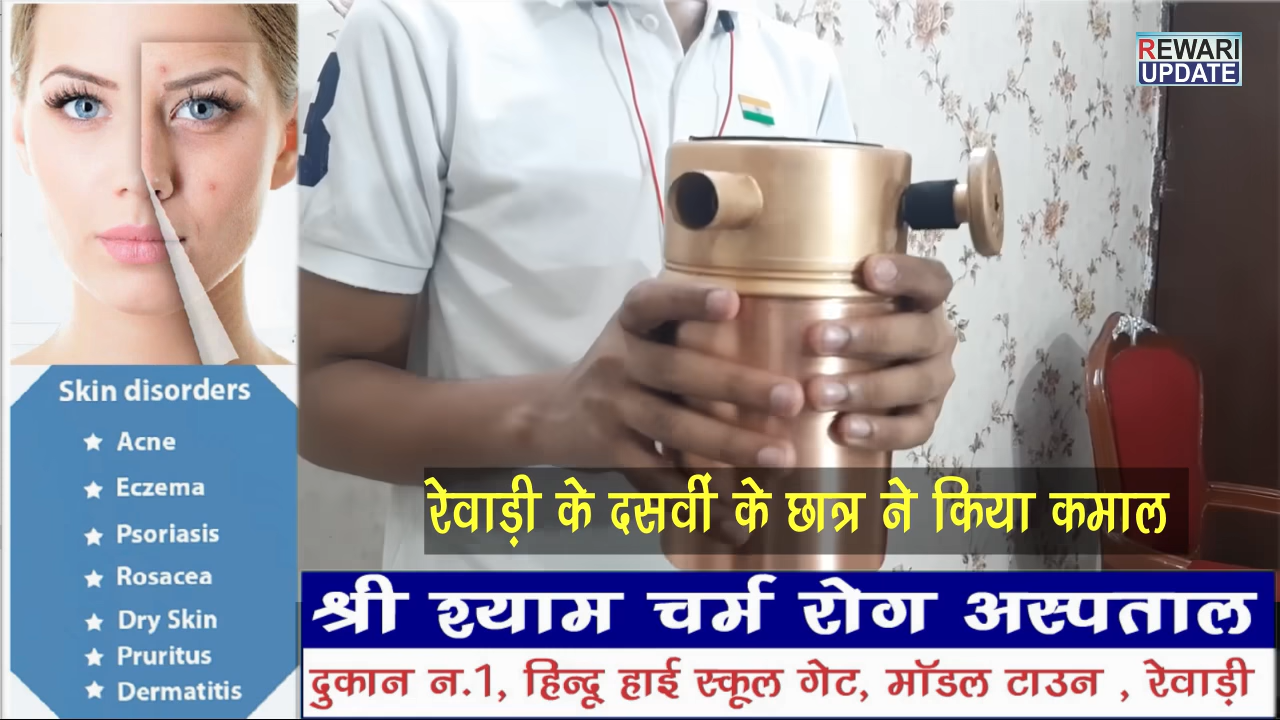 REWARI
UPDATE
3
Skin disorders
Acne
Eczema
Psoriasis
Rosacea
Dry Skin
Pruritus
Dermatitis
रेवाड़ी के दसवीं के छात्र ने किया कमाल
श्री श्याम चर्म रोग अस्पताल
दुकान न.1, हिन्दू हाई स्कूल गेट, मॉडल टाउन , रेवाड़ी